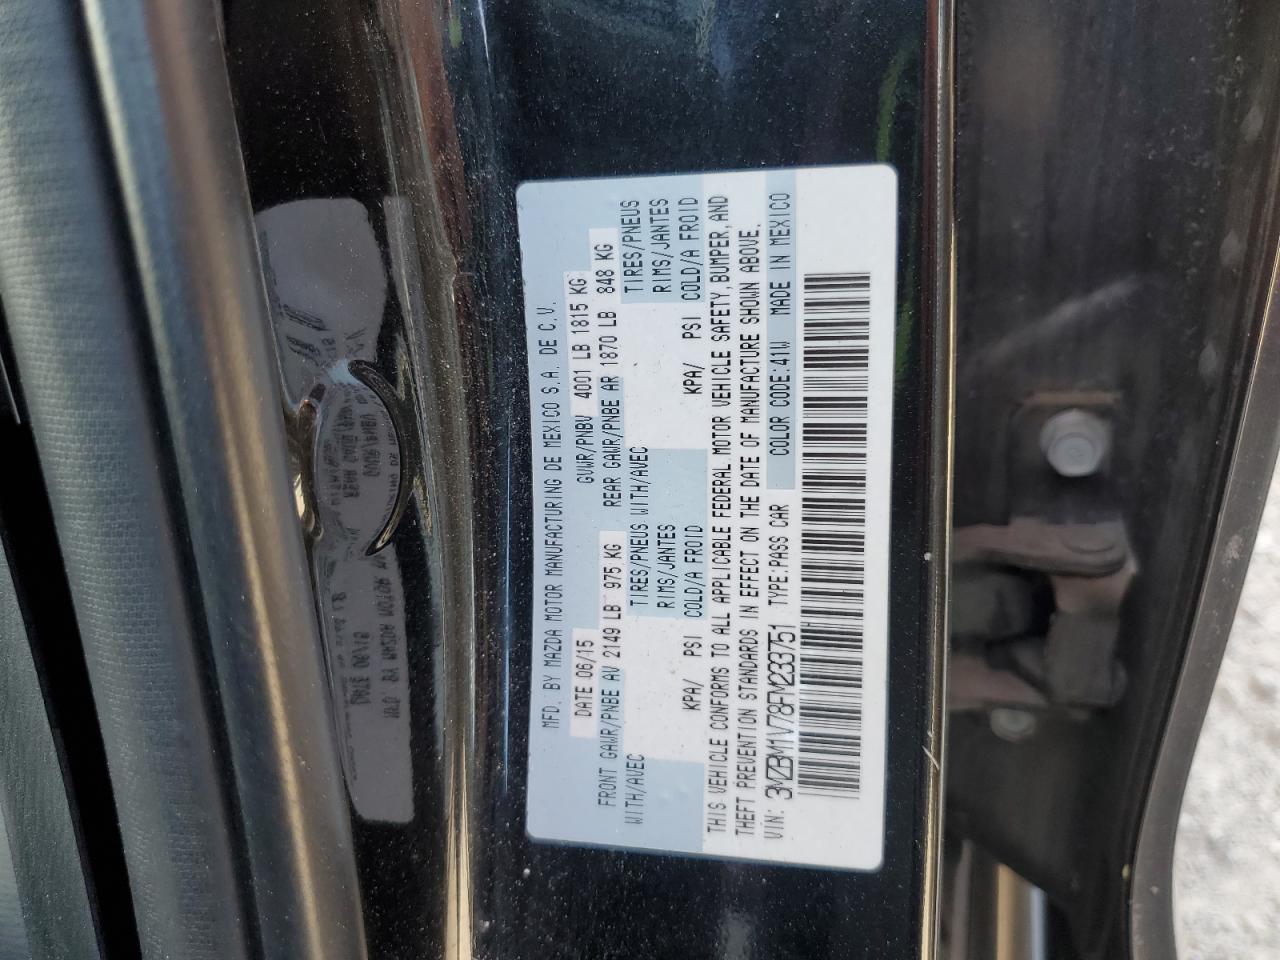 MFD. BY MAZDA MOTOR MANUFACTURING DE MEXICO S.A. DE C.V.
DATE 06/15 GVWR/PNBV 4001 LB 1815 KG
FRONT GAWR/PNBE AV 2149 LB 975 KG REAR GAWR/PNBE AR 1870 LB 848 KG
WITH/AVEC TIRES/PNEUS WITH/AVEC TIRES/PNEUS
RIMS/JANTES RIMS/JANTES
KPA/ PSI COLD/A FROID KPA/ PSI COLD/A FROID
THIS VEHICLE CONFORMS TO ALL APPLICABLE FEDERAL MOTOR VEHICLE SAFETY, BUMPER, AND
THEFT PREVENTION STANDARDS IN EFFECT ON THE DATE OF MANUFACTURE SHOWN ABOVE.
VIN: 3MZBM1V78FM233751 TYPE:PASS CAR COLOR CODE:41W MADE IN MEXICO